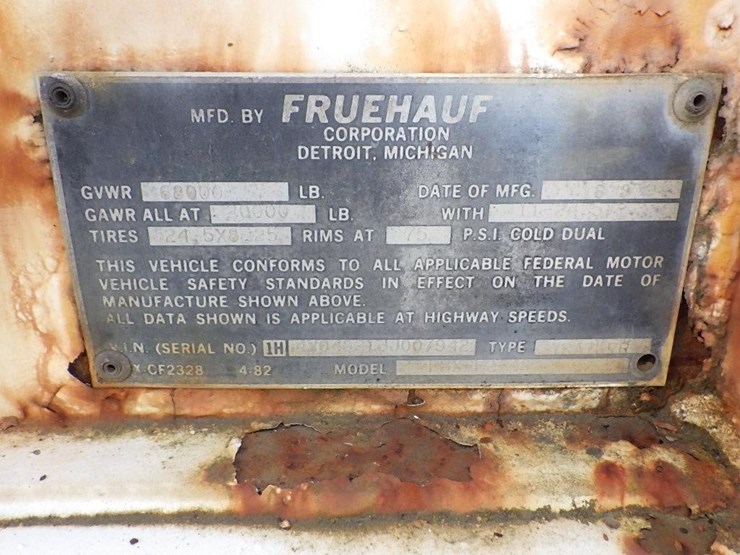 MFD. BY FRUEHAUF
CORPORATION
DETROIT, MICHIGAN
GVWR 68000 LB. DATE OF MFG.
GAWR ALL AT LB. WITH
TIRES RIMS AT 75 P.S.I. COLD DUAL
THIS VEHICLE CONFORMS TO ALL APPLICABLE FEDERAL MOTOR
VEHICLE SAFETY STANDARDS IN EFFECT ON THE DATE OF
MANUFACTURE SHOWN ABOVE.
ALL DATA SHOWN IS APPLICABLE AT HIGHWAY SPEEDS.
V.I.N. (SERIAL NO.) 1H TYPE
CF2328 4-82 MODEL